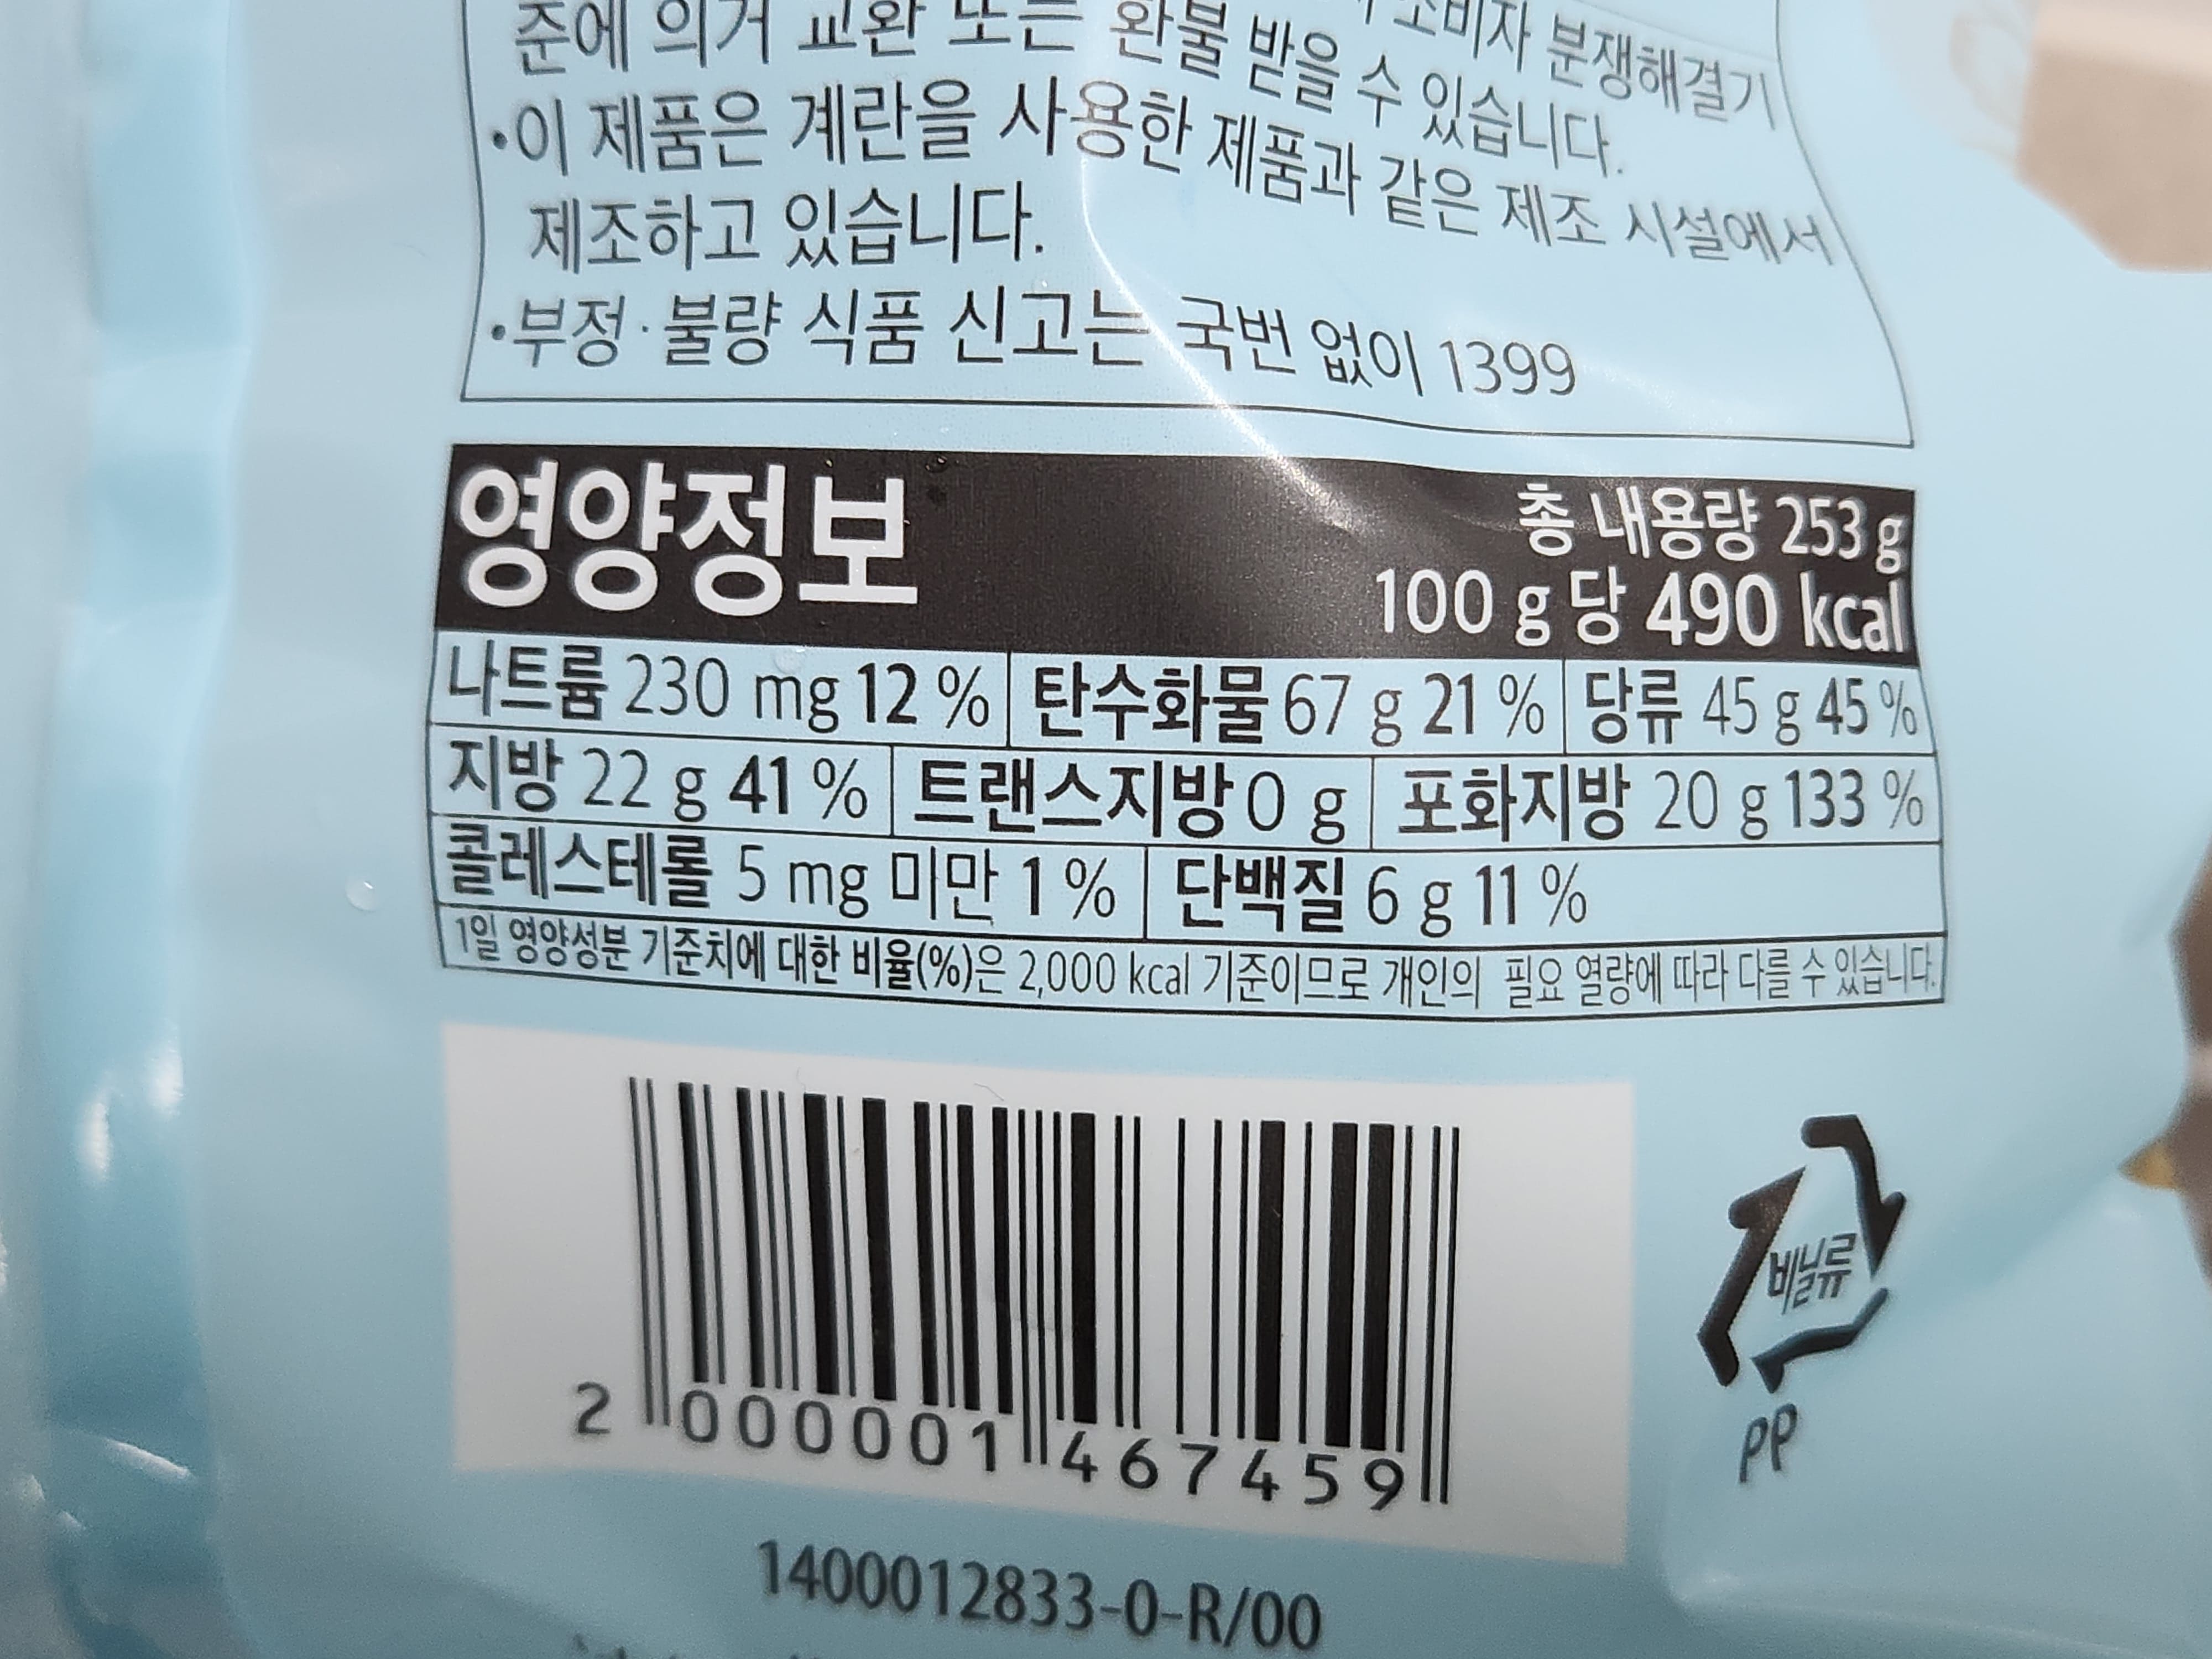 소비자 분쟁해결기
준에 의거 교환 또는 환불 받을 수 있습니다.
•이 제품은 계란을 사용한 제품과 같은 제조 시설에서
제조하고 있습니다.
•부정·불량 식품 신고는 국번 없이 1399
영양정보
총 내용량 253 g
100 g 당 490 kcal
나트륨 230 mg 12 % 탄수화물 67 g 21 % 당류 45 g 45 %
지방 22 g 41 % 트랜스지방 0 g 포화지방 20 g 133 %
콜레스테롤 5 mg 미만 1 % 단백질 6 g 11 %
1일 영양성분 기준치에 대한 비율(%)은 2,000 kcal 기준이므로 개인의 필요 열량에 따라 다를 수 있습니다.
비닐류
PP
2 000001 467459
1400012833-0-R/00